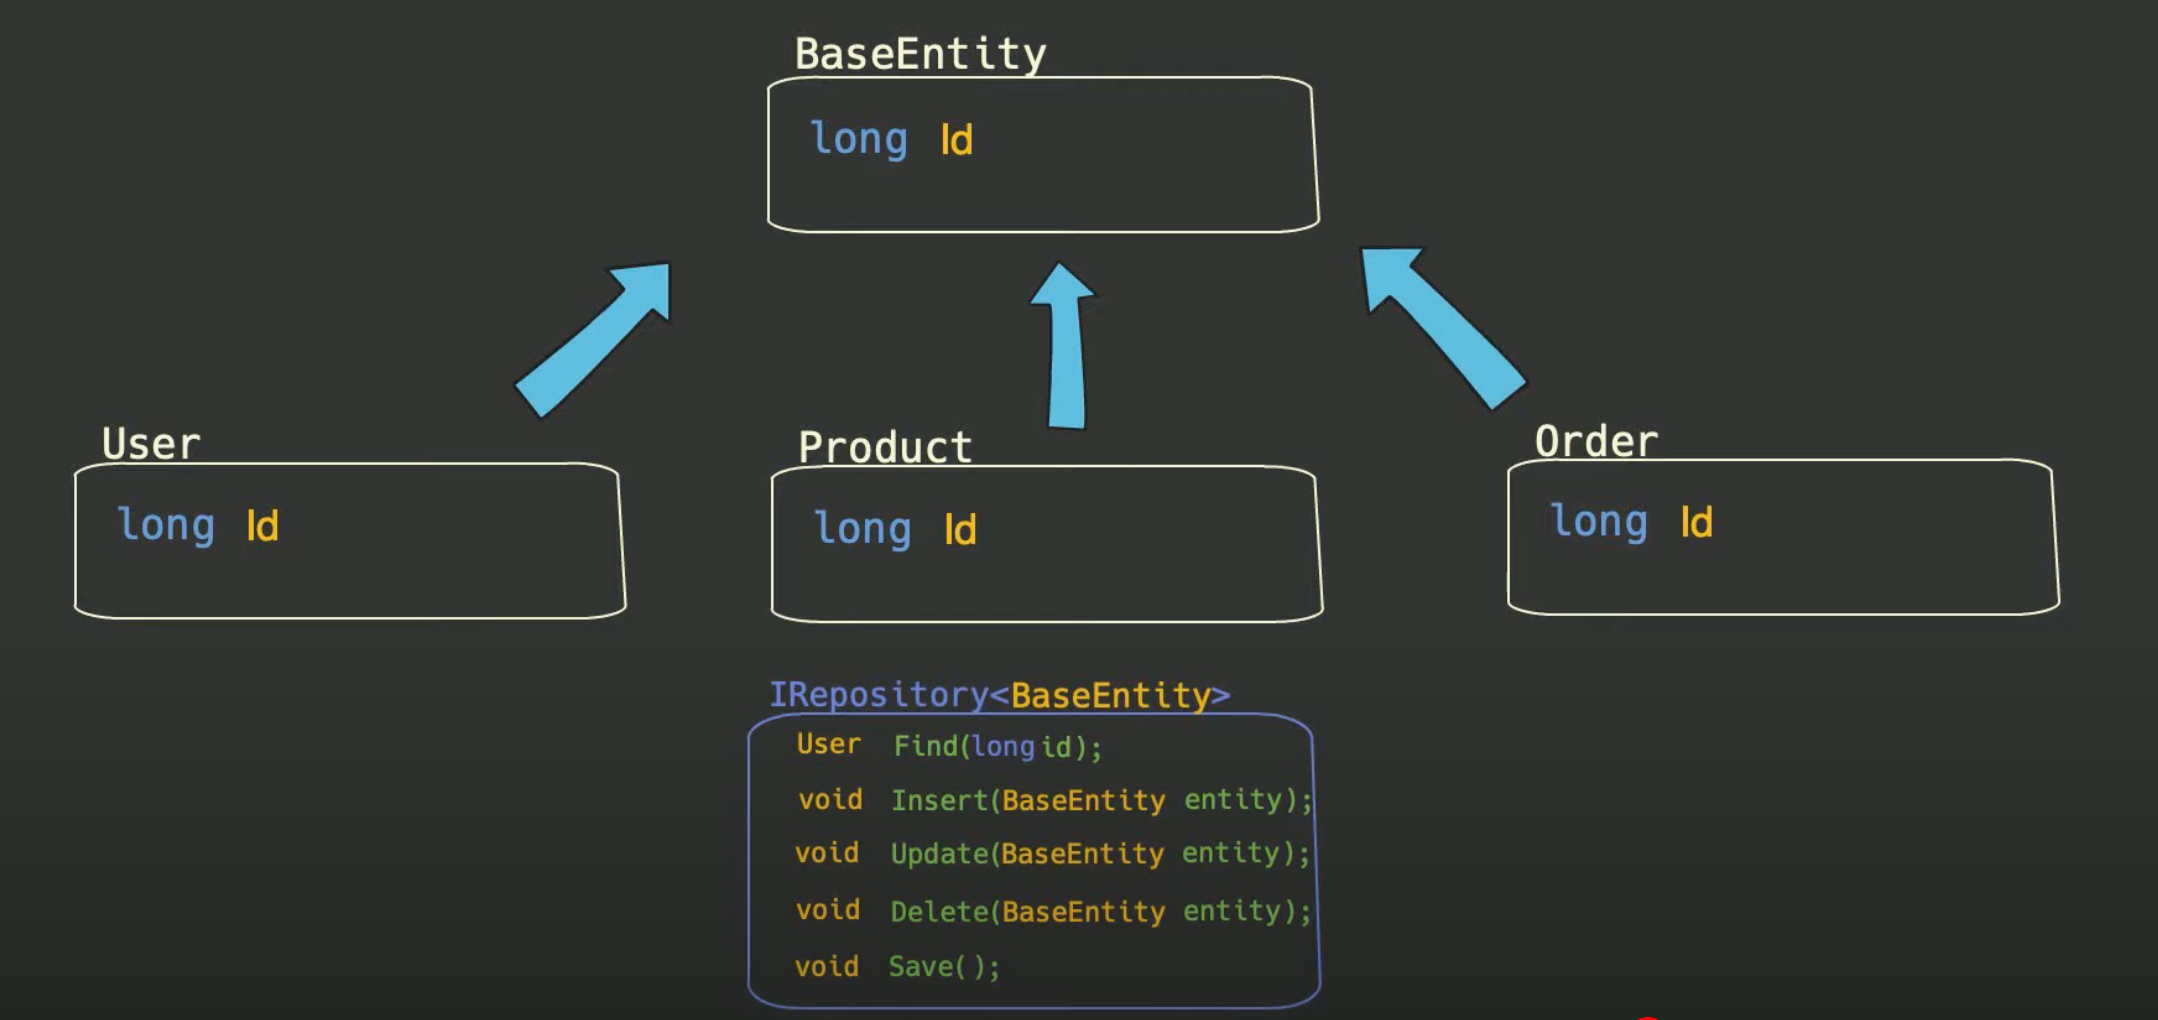 BaseEntity
long Id
User
long Id
Product
long Id
Order
long Id
IRepository<BaseEntity>
User Find(long id);
void Insert(BaseEntity entity);
void Update(BaseEntity entity);
void Delete(BaseEntity entity);
void Save();